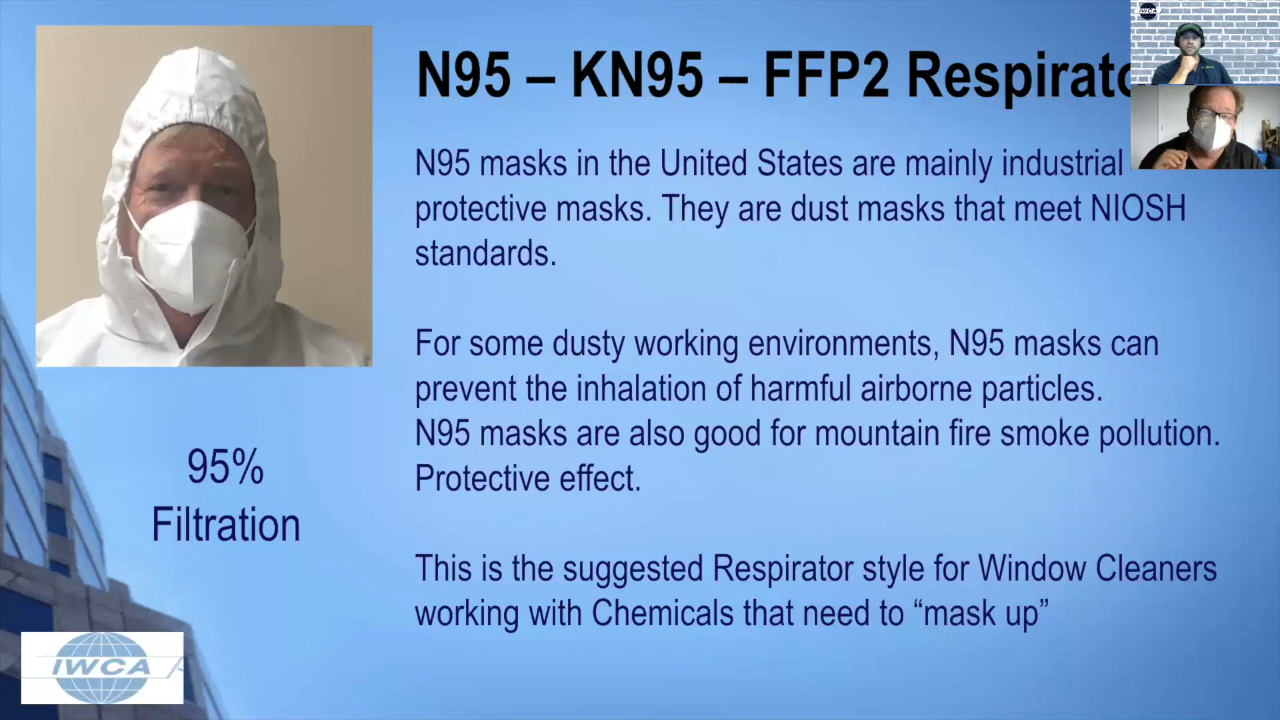 N95 – KN95 – FFP2 Respirato
N95 masks in the United States are mainly industrial
protective masks. They are dust masks that meet NIOSH
standards.
For some dusty working environments, N95 masks can
prevent the inhalation of harmful airborne particles.
N95 masks are also good for mountain fire smoke pollution.
Protective effect.
This is the suggested Respirator style for Window Cleaners
working with Chemicals that need to “mask up”
95%
Filtration
IWCA
IWCA